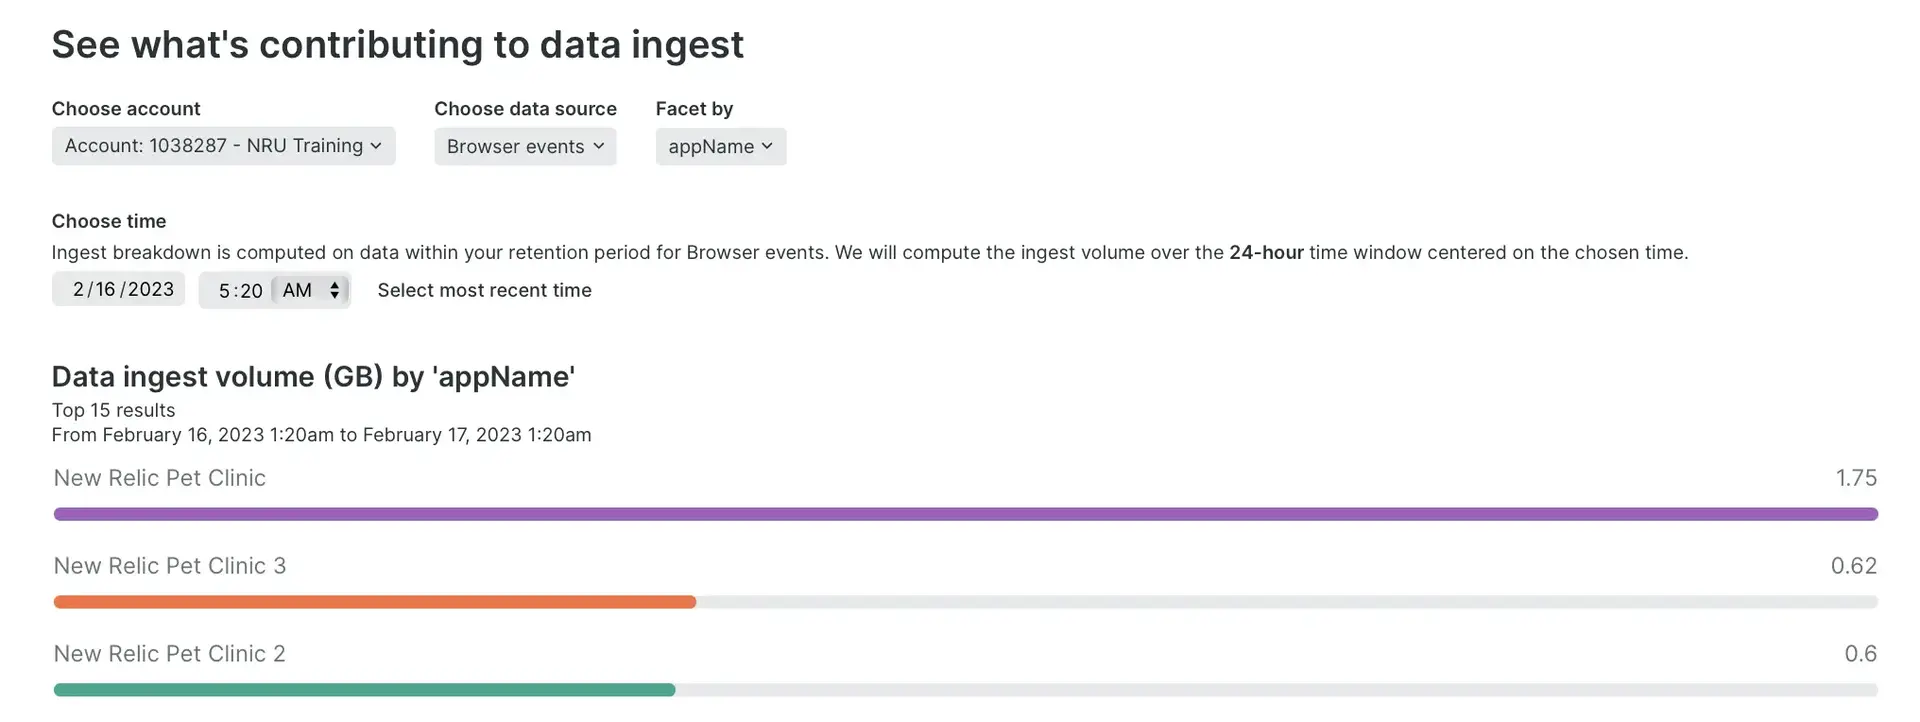 See what's contributing to data ingest
Choose account Choose data source Facet by
Account: 1038287 - NRU Training Browser events appName
Choose time
Ingest breakdown is computed on data within your retention period for Browser events. We will compute the ingest volume over the 24-hour time window centered on the chosen time.
2/16/2023 5:20 AM Select most recent time
Data ingest volume (GB) by 'appName'
Top 15 results
From February 16, 2023 1:20am to February 17, 2023 1:20am
New Relic Pet Clinic 1.75
New Relic Pet Clinic 3 0.62
New Relic Pet Clinic 2 0.6